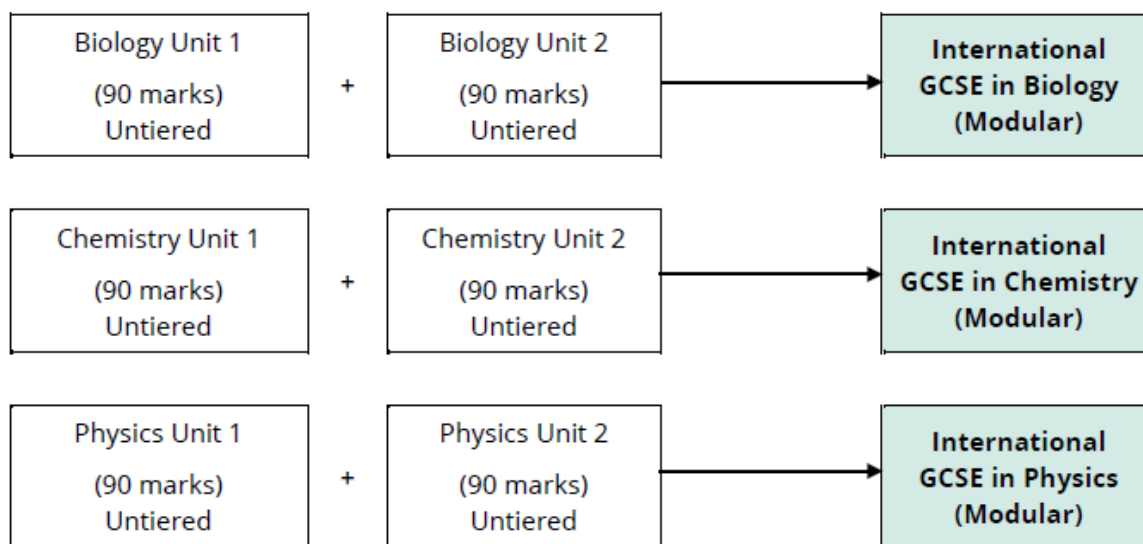 Biology Unit 1
(90 marks)
Untiered
+
Biology Unit 2
(90 marks)
Untiered
International
GCSE in Biology
(Modular)
Chemistry Unit 1
(90 marks)
Untiered
+
Chemistry Unit 2
(90 marks)
Untiered
International
GCSE in Chemistry
(Modular)
Physics Unit 1
(90 marks)
Untiered
+
Physics Unit 2
(90 marks)
Untiered
International
GCSE in Physics
(Modular)